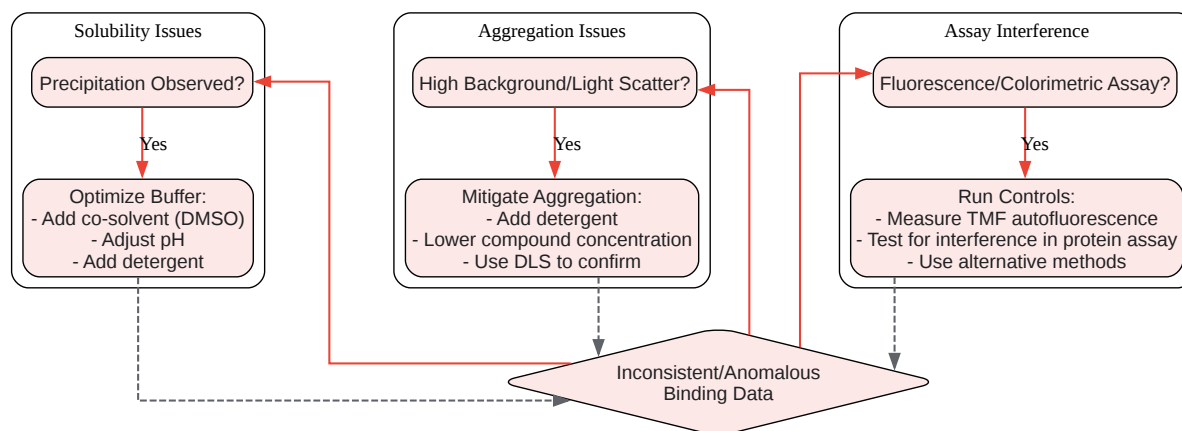 Solubility Issues
Precipitation Observed?
Yes
Optimize Buffer:
- Add co-solvent (DMSO)
- Adjust pH
- Add detergent
Aggregation Issues
High Background/Light Scatter?
Yes
Mitigate Aggregation:
- Add detergent
- Lower compound concentration
- Use DLS to confirm
Assay Interference
Fluorescence/Colorimetric Assay?
Yes
Run Controls:
- Measure TMF autofluorescence
- Test for interference in protein assay
- Use alternative methods
Inconsistent/Anomalous
Binding Data